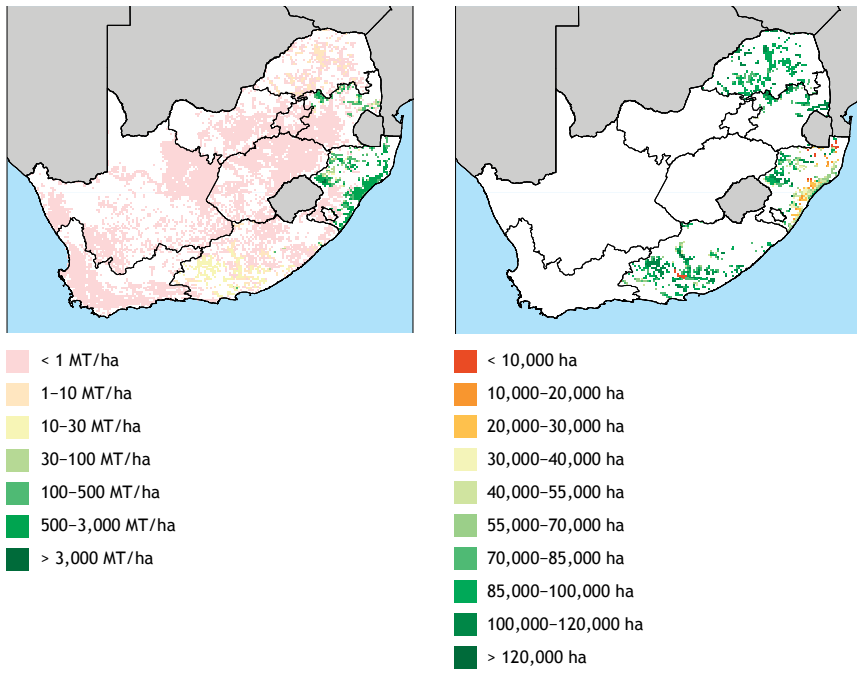 < 1 MT/ha
1–10 MT/ha
10–30 MT/ha
30–100 MT/ha
100–500 MT/ha
500–3,000 MT/ha
> 3,000 MT/ha
< 10,000 ha
10,000–20,000 ha
20,000–30,000 ha
30,000–40,000 ha
40,000–55,000 ha
55,000–70,000 ha
70,000–85,000 ha
85,000–100,000 ha
100,000–120,000 ha
> 120,000 ha